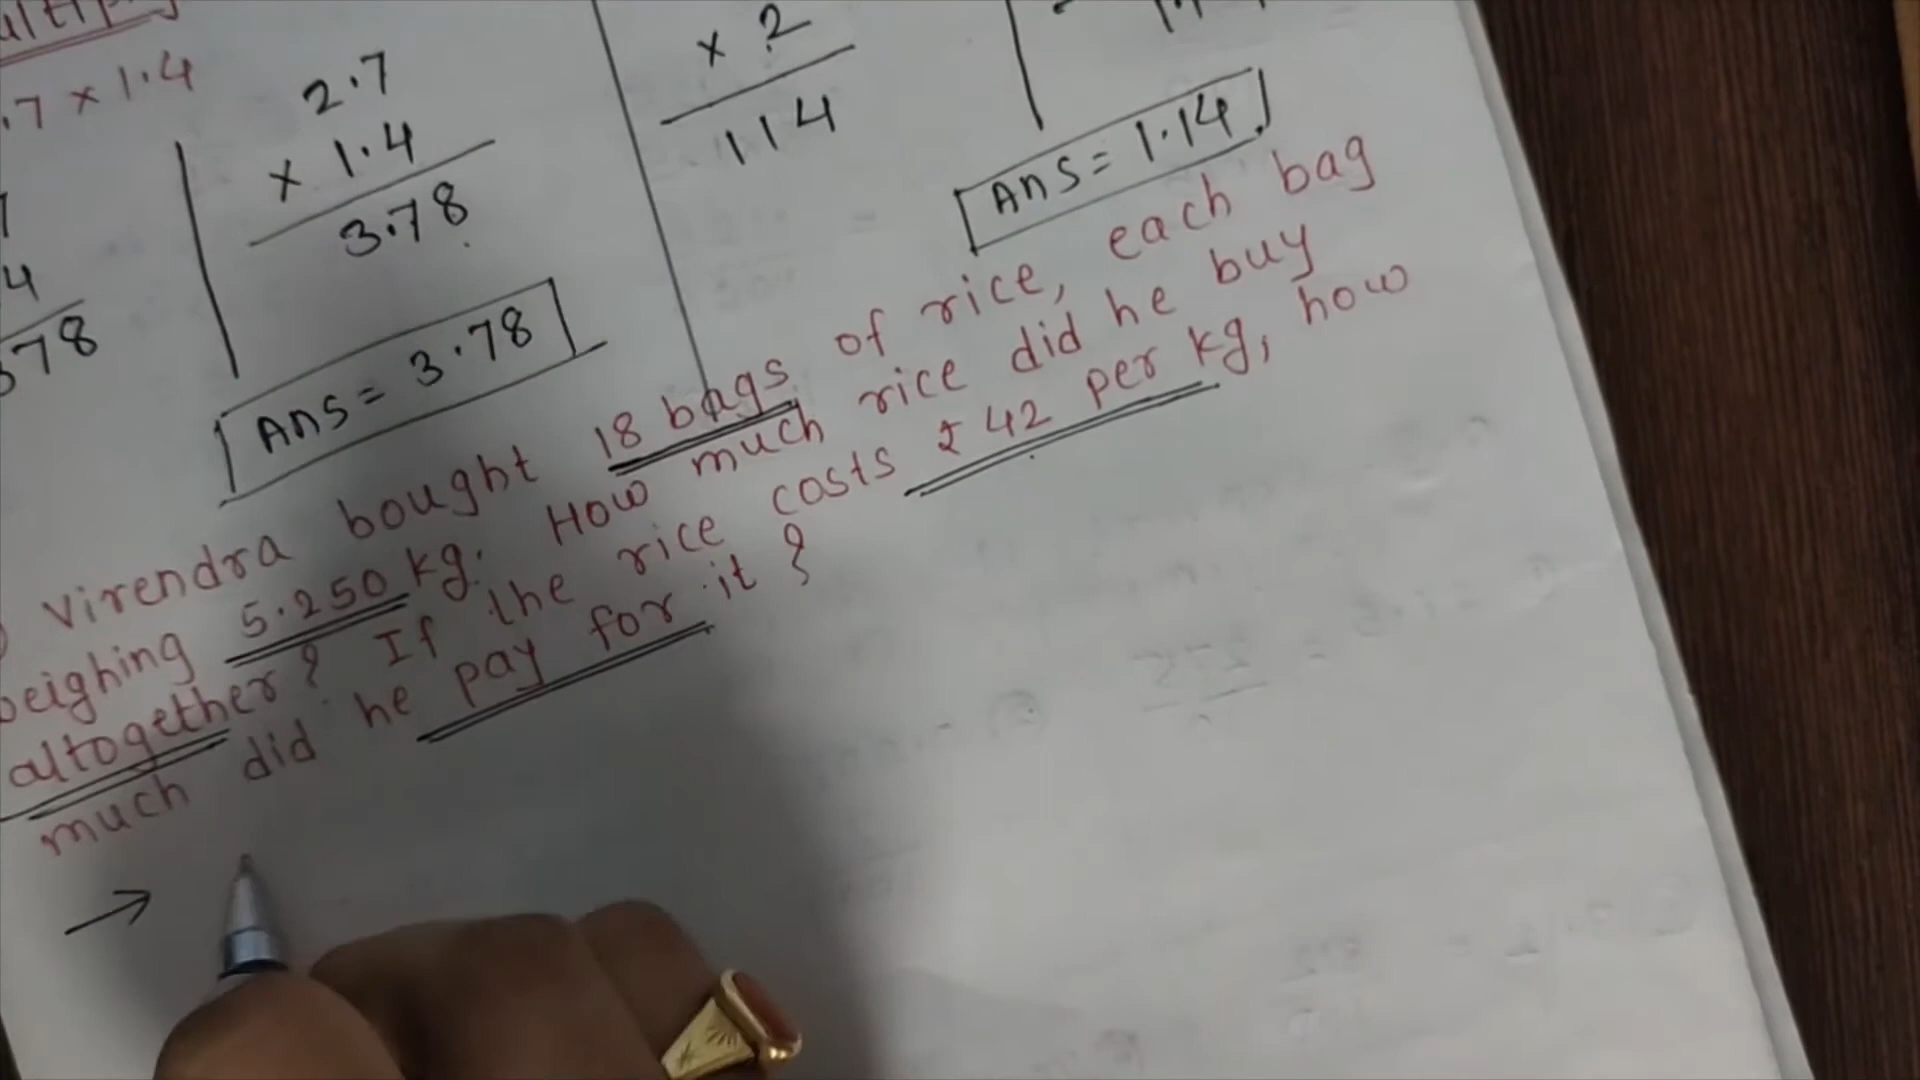 .7 × 1.4
2.7
× 1.4
3.78
Ans = 3.78
4
78
× 2
114
Ans = 1.14
Virendra bought 18 bags of rice, each bag
weighing 5.250 kg. How much rice did he buy
altogether? If the rice costs ₹ 42 per kg, how
much did he pay for it ?
→